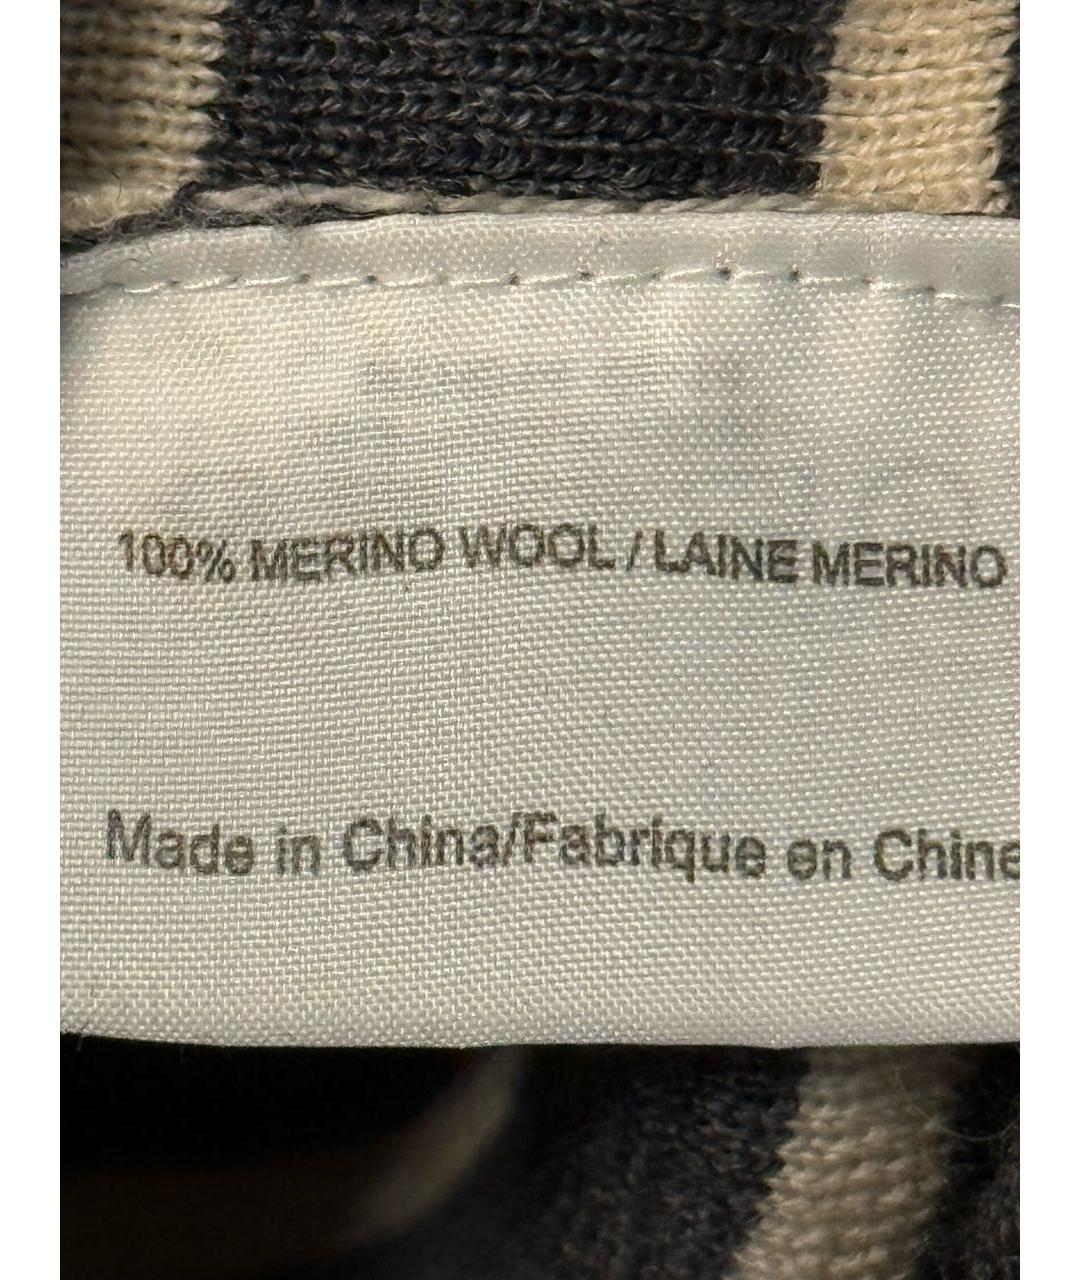 100% MERINO WOOL / LAINE MERINO
Made in China/Fabrique en Chine